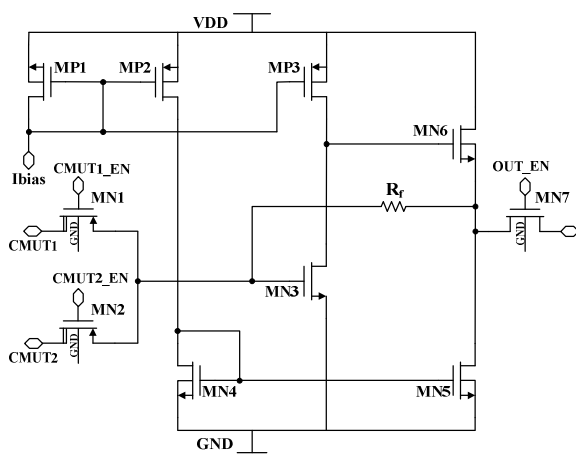 VDD
MP1
MP2
MP3
MN6
Ibias
CMUT1_EN
MN1
GND
CMUT1
OUT_EN
MN7
GND
Rf
CMUT2_EN
MN2
GND
CMUT2
MN3
MN4
MN5
GND